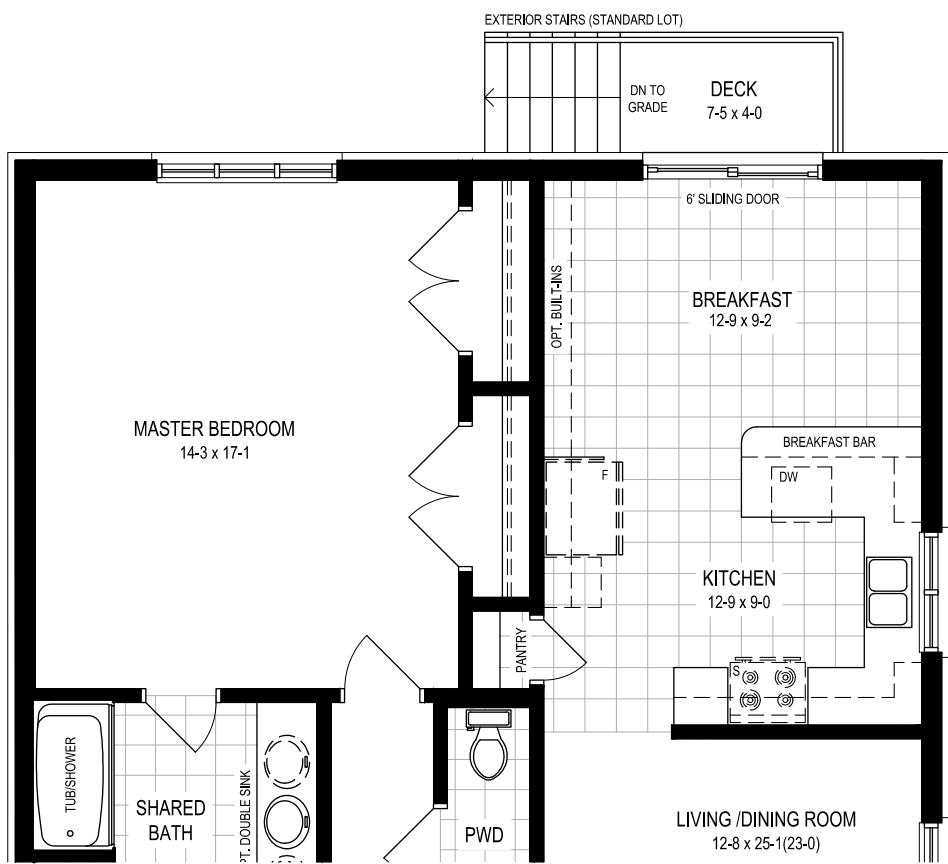 EXTERIOR STAIRS (STANDARD LOT)
DN TO
GRADE
DECK
7-5 x 4-0
6' SLIDING DOOR
OPT. BUILT-INS
BREAKFAST
12-9 x 9-2
MASTER BEDROOM
14-3 x 17-1
BREAKFAST BAR
F
DW
KITCHEN
12-9 x 9-0
PANTRY
S
TUB/SHOWER
SHARED
BATH
PT. DOUBLE SINK
PWD
LIVING /DINING ROOM
12-8 x 25-1(23-0)